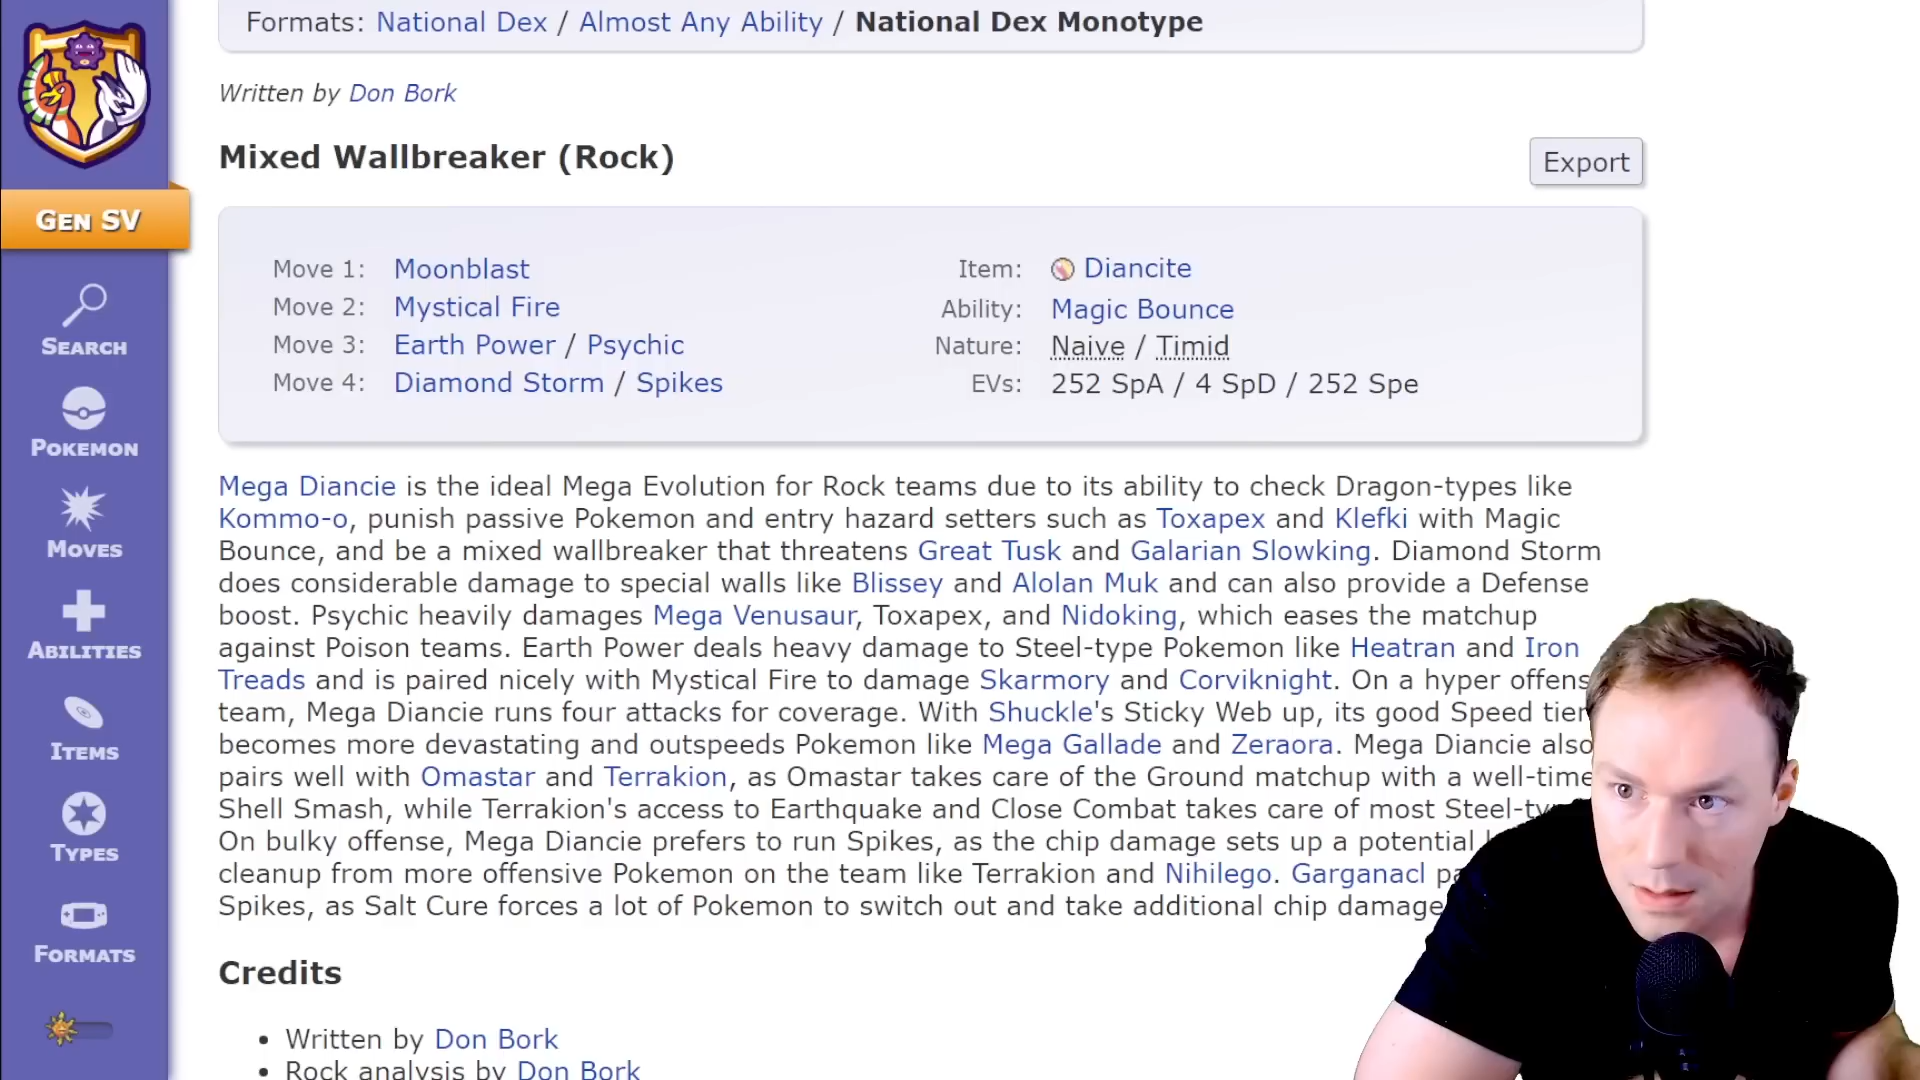 Formats: National Dex / Almost Any Ability / National Dex Monotype
Written by Don Bork
Mixed Wallbreaker (Rock)
Export
GEN SV
SEARCH
POKEMON
MOVES
ABILITIES
ITEMS
TYPES
FORMATS
Move 1: Moonblast
Move 2: Mystical Fire
Move 3: Earth Power / Psychic
Move 4: Diamond Storm / Spikes
Item: Diancite
Ability: Magic Bounce
Nature: Naive / Timid
EVs: 252 SpA / 4 SpD / 252 Spe
Mega Diancie is the ideal Mega Evolution for Rock teams due to its ability to check Dragon-types like
Kommo-o, punish passive Pokemon and entry hazard setters such as Toxapex and Klefki with Magic
Bounce, and be a mixed wallbreaker that threatens Great Tusk and Galarian Slowking. Diamond Storm
does considerable damage to special walls like Blissey and Alolan Muk and can also provide a Defense
boost. Psychic heavily damages Mega Venusaur, Toxapex, and Nidoking, which eases the matchup
against Poison teams. Earth Power deals heavy damage to Steel-type Pokemon like Heatran and Iron
Treads and is paired nicely with Mystical Fire to damage Skarmory and Corviknight. On a hyper offens
team, Mega Diancie runs four attacks for coverage. With Shuckle's Sticky Web up, its good Speed tier
becomes more devastating and outspeeds Pokemon like Mega Gallade and Zeraora. Mega Diancie also
pairs well with Omastar and Terrakion, as Omastar takes care of the Ground matchup with a well-time
Shell Smash, while Terrakion's access to Earthquake and Close Combat takes care of most Steel-ty
On bulky offense, Mega Diancie prefers to run Spikes, as the chip damage sets up a potential
cleanup from more offensive Pokemon on the team like Terrakion and Nihilego. Garganacl pa
Spikes, as Salt Cure forces a lot of Pokemon to switch out and take additional chip damage
Credits
• Written by Don Bork
• Rock analysis by Don Bork